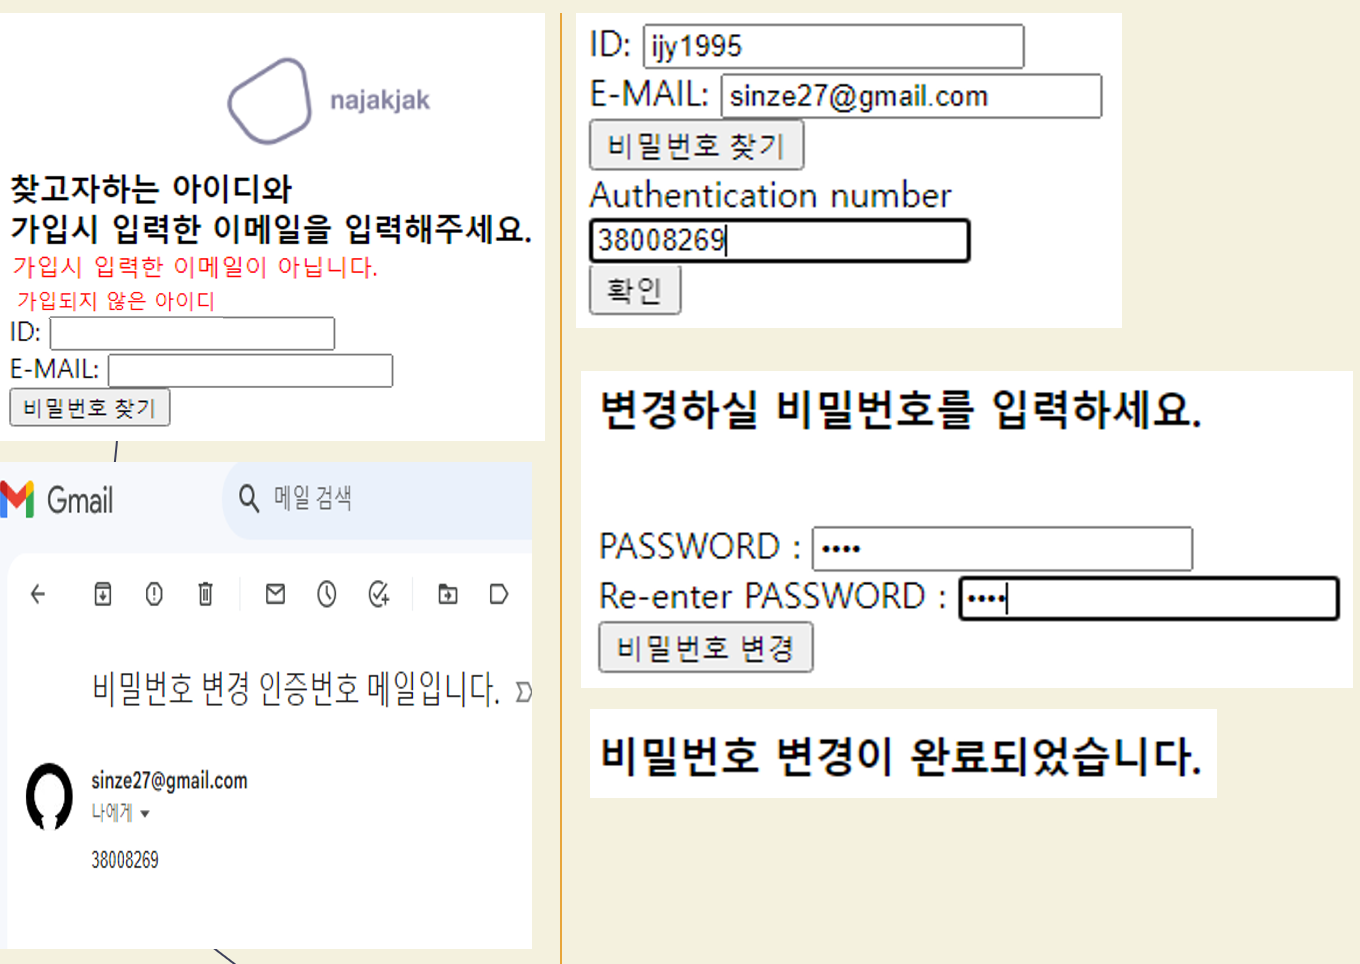 najakjak
찾고자하는 아이디와
가입시 입력한 이메일을 입력해주세요.
가입시 입력한 이메일이 아닙니다.
가입되지 않은 아이디
ID:
E-MAIL:
비밀번호 찾기
Gmail
메일 검색
비밀번호 변경 인증번호 메일입니다.
sinze27@gmail.com
나에게
38008269
ID: ijy1995
E-MAIL: sinze27@gmail.com
비밀번호 찾기
Authentication number
38008269
확인
변경하실 비밀번호를 입력하세요.
PASSWORD : ••••
Re-enter PASSWORD : ••••
비밀번호 변경
비밀번호 변경이 완료되었습니다.